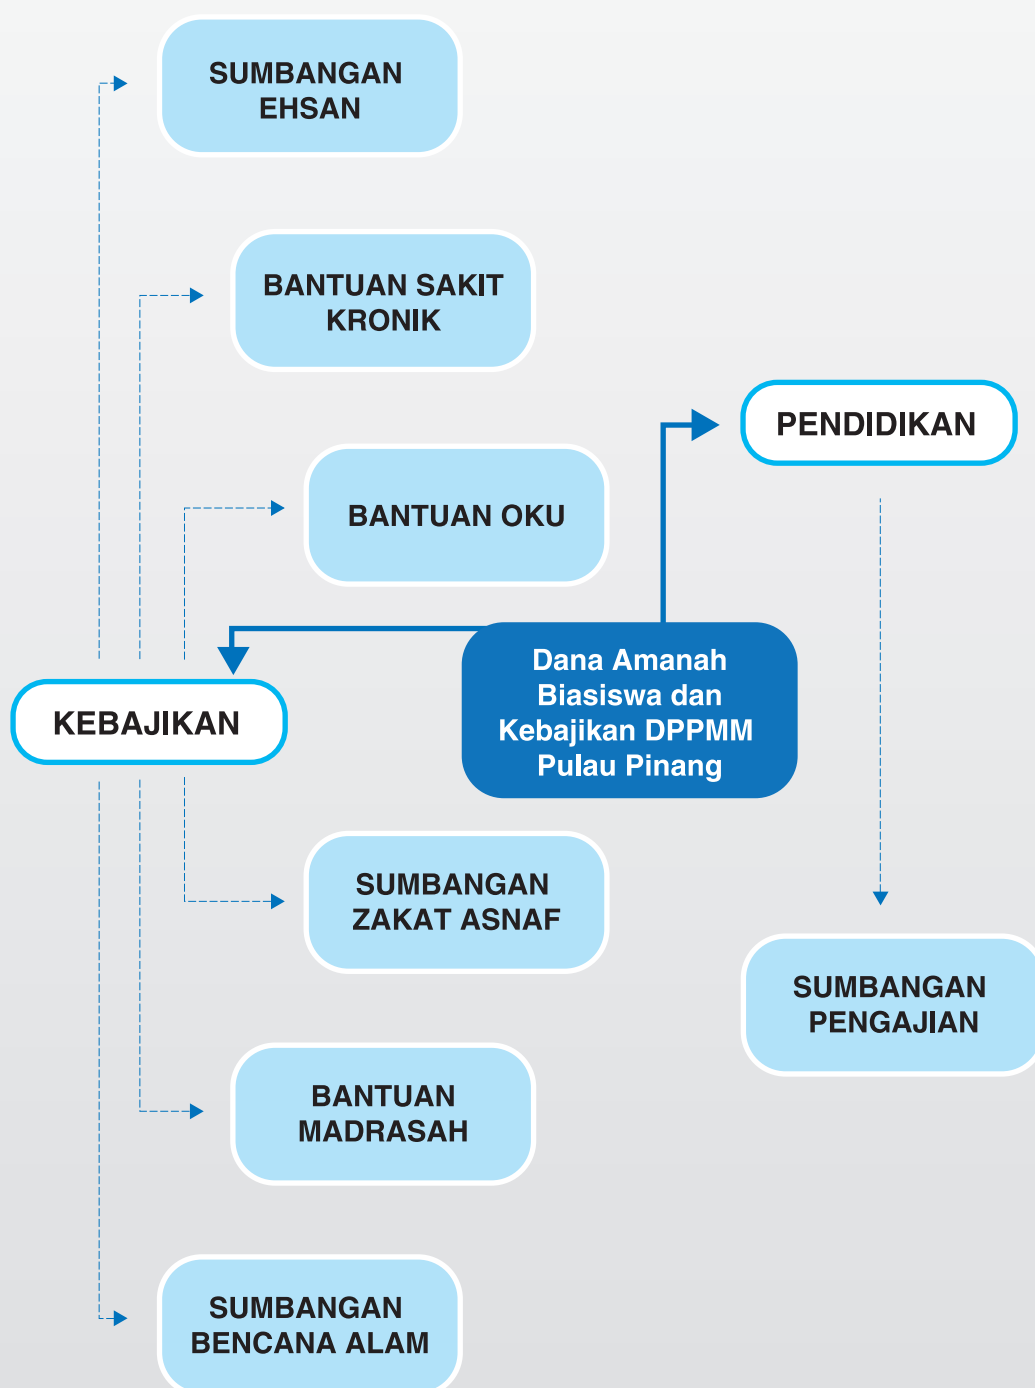 SUMBANGAN
EHSAN
BANTUAN SAKIT
KRONIK
BANTUAN OKU
PENDIDIKAN
KEBAJIKAN
Dana Amanah
Biasiswa dan
Kebajikan DPPMM
Pulau Pinang
SUMBANGAN
ZAKAT ASNAF
SUMBANGAN
PENGAJIAN
BANTUAN
MADRASAH
SUMBANGAN
BENCANA ALAM